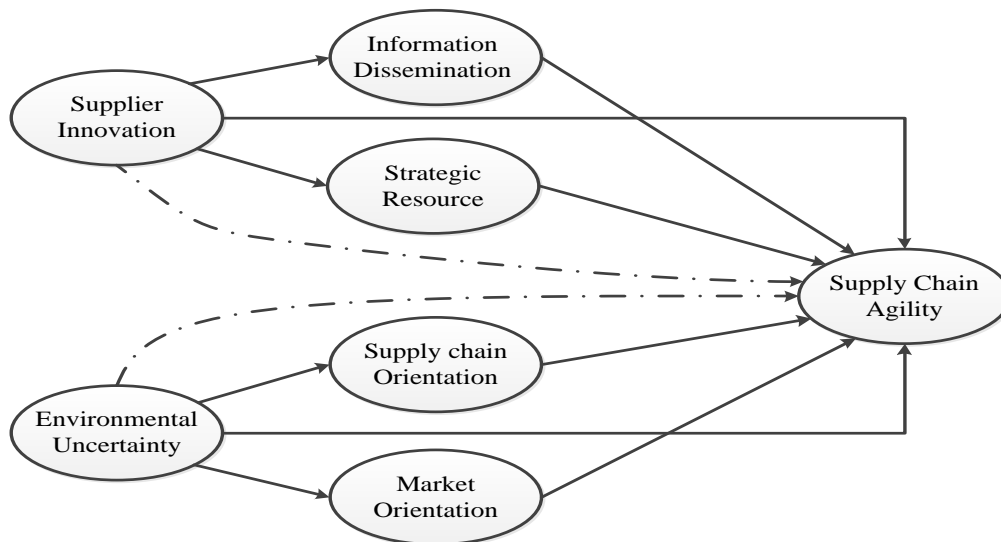 Information
Dissemination
Supplier
Innovation
Strategic
Resource
Supply Chain
Agility
Supply chain
Orientation
Environmental
Uncertainty
Market
Orientation